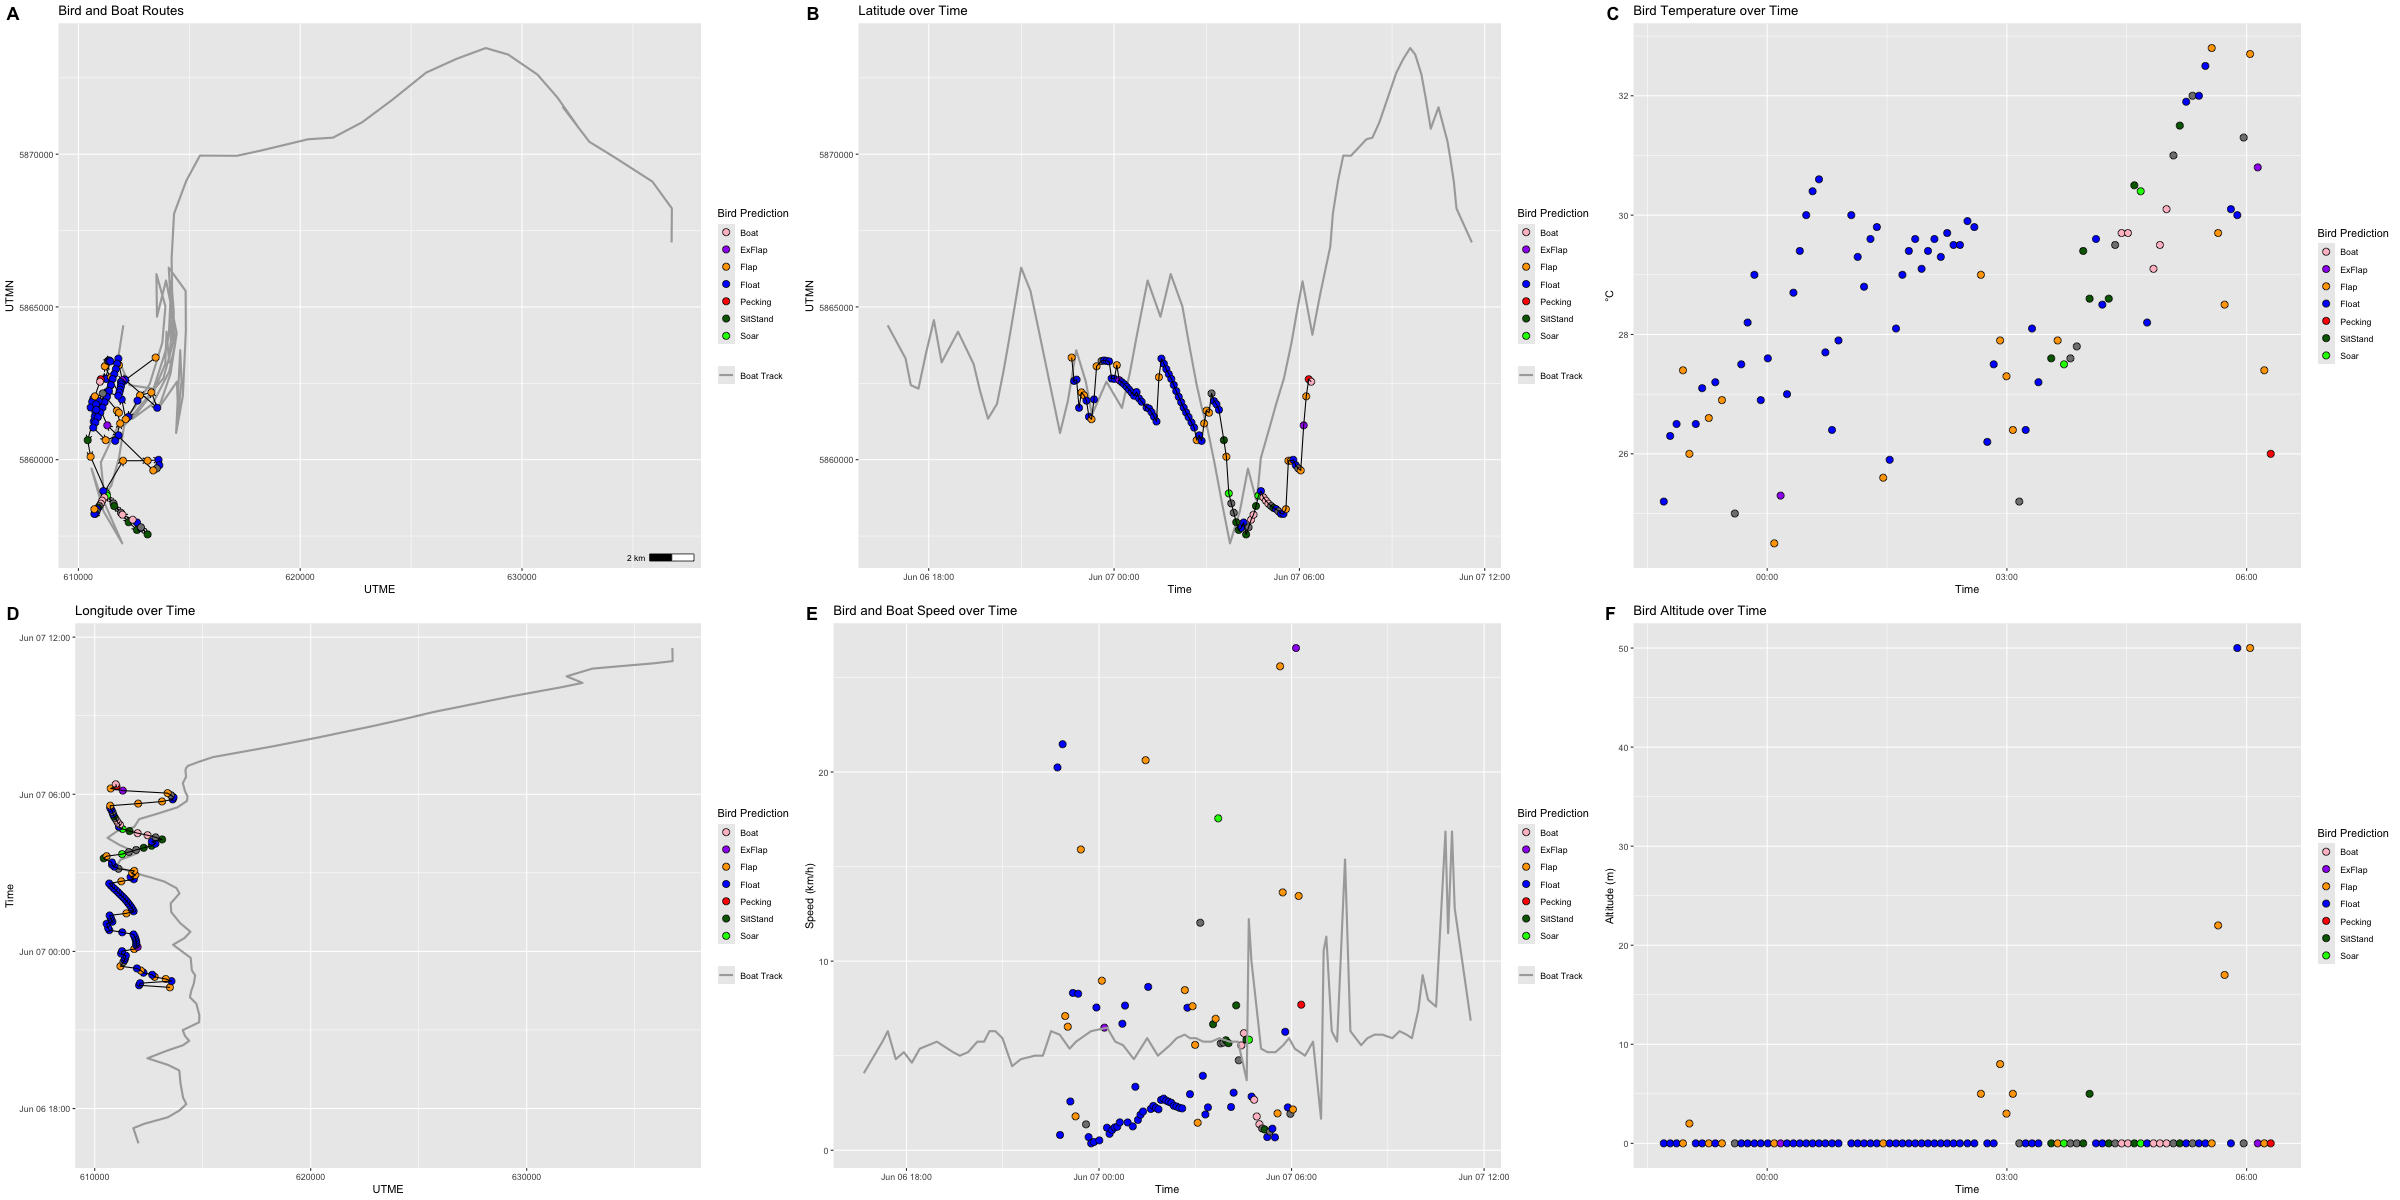 A Bird and Boat Routes
UTMN
5870000
5865000
5860000
610000 620000 630000
UTME
2 km
Bird Prediction
Boat
ExFlap
Flap
Float
Pecking
SitStand
Soar
Boat Track
B Latitude over Time
UTMN
5870000
5865000
5860000
Jun 06 18:00 Jun 07 00:00 Jun 07 06:00 Jun 07 12:00
Time
Bird Prediction
Boat
ExFlap
Flap
Float
Pecking
SitStand
Soar
Boat Track
C Bird Temperature over Time
°C
32
30
28
26
00:00 03:00 06:00
Time
Bird Prediction
Boat
ExFlap
Flap
Float
Pecking
SitStand
Soar
D Longitude over Time
Time
Jun 07 12:00
Jun 07 06:00
Jun 07 00:00
Jun 06 18:00
610000 620000 630000
UTME
Bird Prediction
Boat
ExFlap
Flap
Float
Pecking
SitStand
Soar
Boat Track
E Bird and Boat Speed over Time
Speed (km/h)
20
10
0
Jun 06 18:00 Jun 07 00:00 Jun 07 06:00 Jun 07 12:00
Time
Bird Prediction
Boat
ExFlap
Flap
Float
Pecking
SitStand
Soar
Boat Track
F Bird Altitude over Time
Altitude (m)
50
40
30
20
10
0
00:00 03:00 06:00
Time
Bird Prediction
Boat
ExFlap
Flap
Float
Pecking
SitStand
Soar